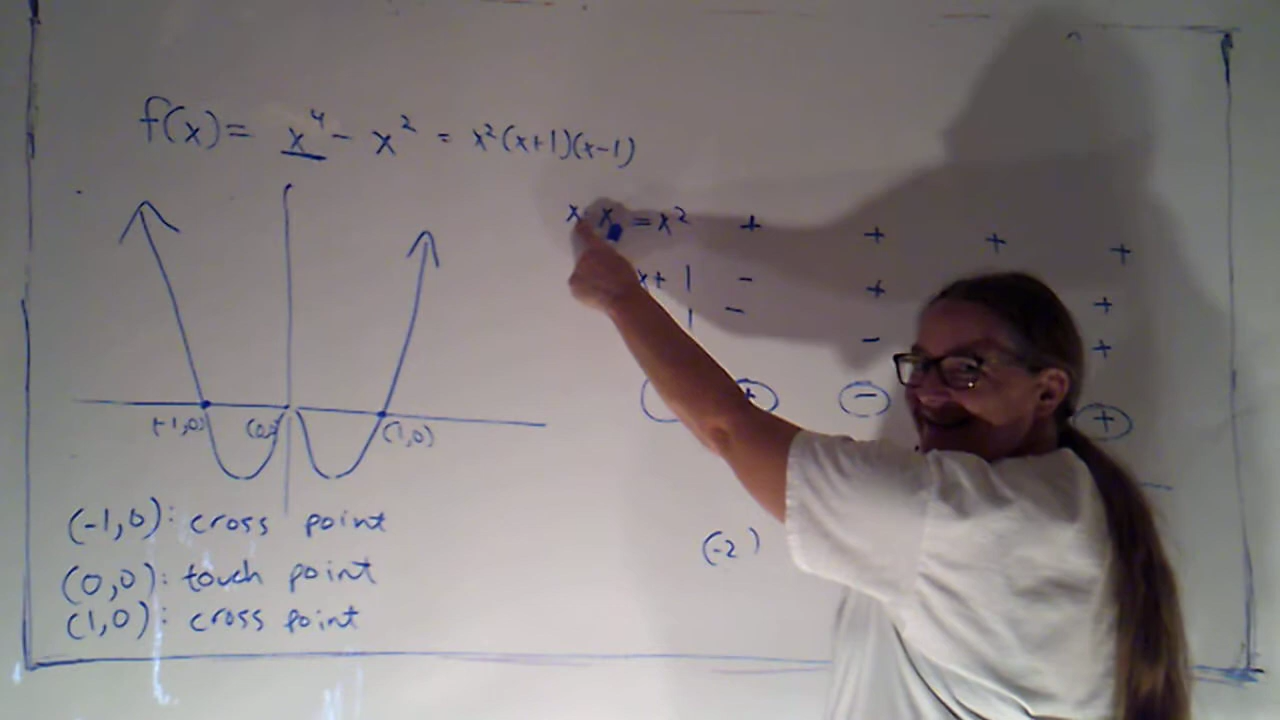 f(x) = x⁴ - x² = x²(x+1)(x-1)
x x = x² + + + +
x+1 - + +
1 - - +
+ - +
(-1,0) (0,0) (1,0)
(-1,0): cross point
(0,0): touch point
(1,0): cross point
(-2)